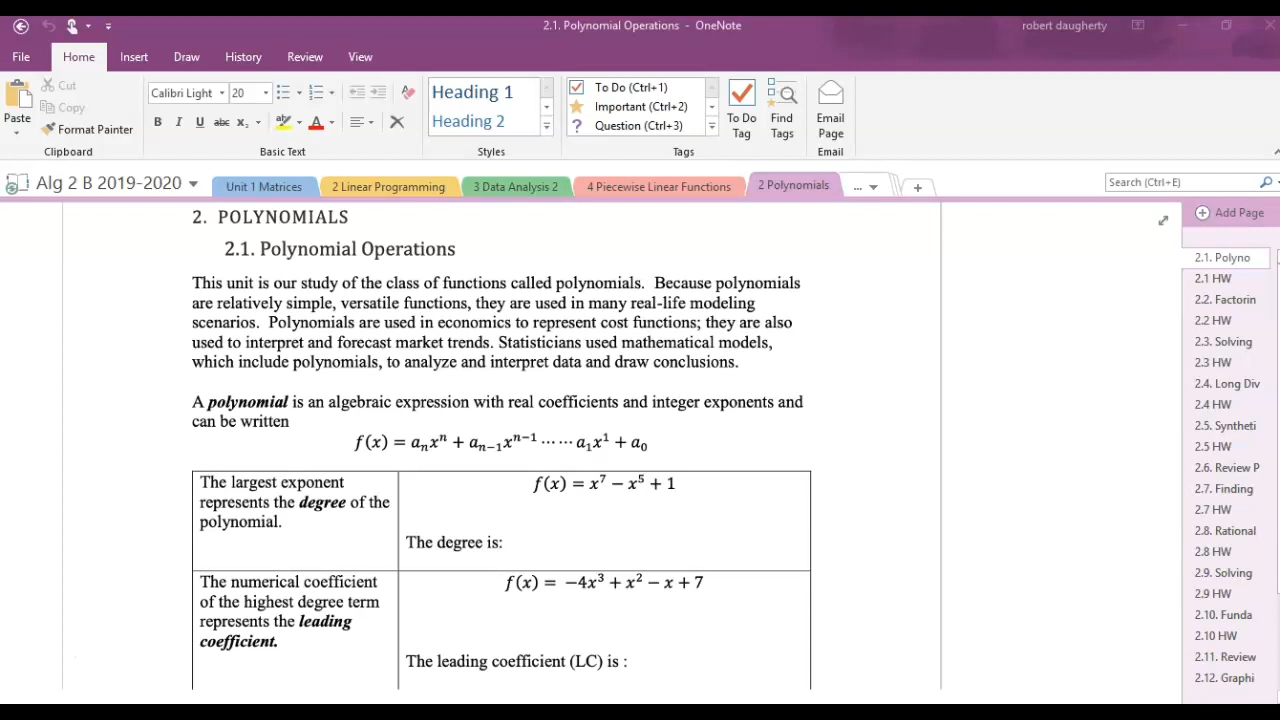 2.1. Polynomial Operations - OneNote
robert daugherty
File Home Insert Draw History Review View
Paste
Cut
Copy
Format Painter
Clipboard
Calibri Light 20
B I U abc x₂ A
Basic Text
Heading 1
Heading 2
Styles
To Do (Ctrl+1)
Important (Ctrl+2)
? Question (Ctrl+3)
Tags
To Do
Tag
Find
Tags
Email
Page
Email
Alg 2 B 2019-2020
Unit 1 Matrices
2 Linear Programming
3 Data Analysis 2
4 Piecewise Linear Functions
2 Polynomials
...
+
Search (Ctrl+E)
2. POLYNOMIALS
2.1. Polynomial Operations
This unit is our study of the class of functions called polynomials. Because polynomials
are relatively simple, versatile functions, they are used in many real-life modeling
scenarios. Polynomials are used in economics to represent cost functions; they are also
used to interpret and forecast market trends. Statisticians used mathematical models,
which include polynomials, to analyze and interpret data and draw conclusions.
A polynomial is an algebraic expression with real coefficients and integer exponents and
can be written
f(x) = aₙxⁿ + aₙ₋₁xⁿ⁻¹ ⋯⋯ a₁x¹ + a₀
The largest exponent
represents the degree of the
polynomial.
f(x) = x⁷ − x⁵ + 1
The degree is:
The numerical coefficient
of the highest degree term
represents the leading
coefficient.
f(x) = −4x³ + x² − x + 7
The leading coefficient (LC) is :
Add Page
2.1. Polyno
2.1 HW
2.2. Factorin
2.2 HW
2.3. Solving
2.3 HW
2.4. Long Div
2.4 HW
2.5. Syntheti
2.5 HW
2.6. Review P
2.7. Finding
2.7 HW
2.8. Rational
2.8 HW
2.9. Solving
2.9 HW
2.10. Funda
2.10 HW
2.11. Review
2.12. Graphi